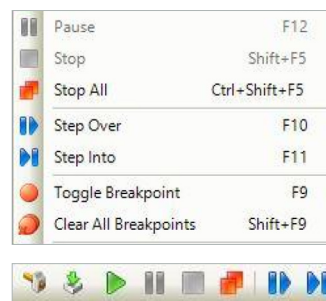 Pause F12
Stop Shift+F5
Stop All Ctrl+Shift+F5
Step Over F10
Step Into F11
Toggle Breakpoint F9
Clear All Breakpoints Shift+F9